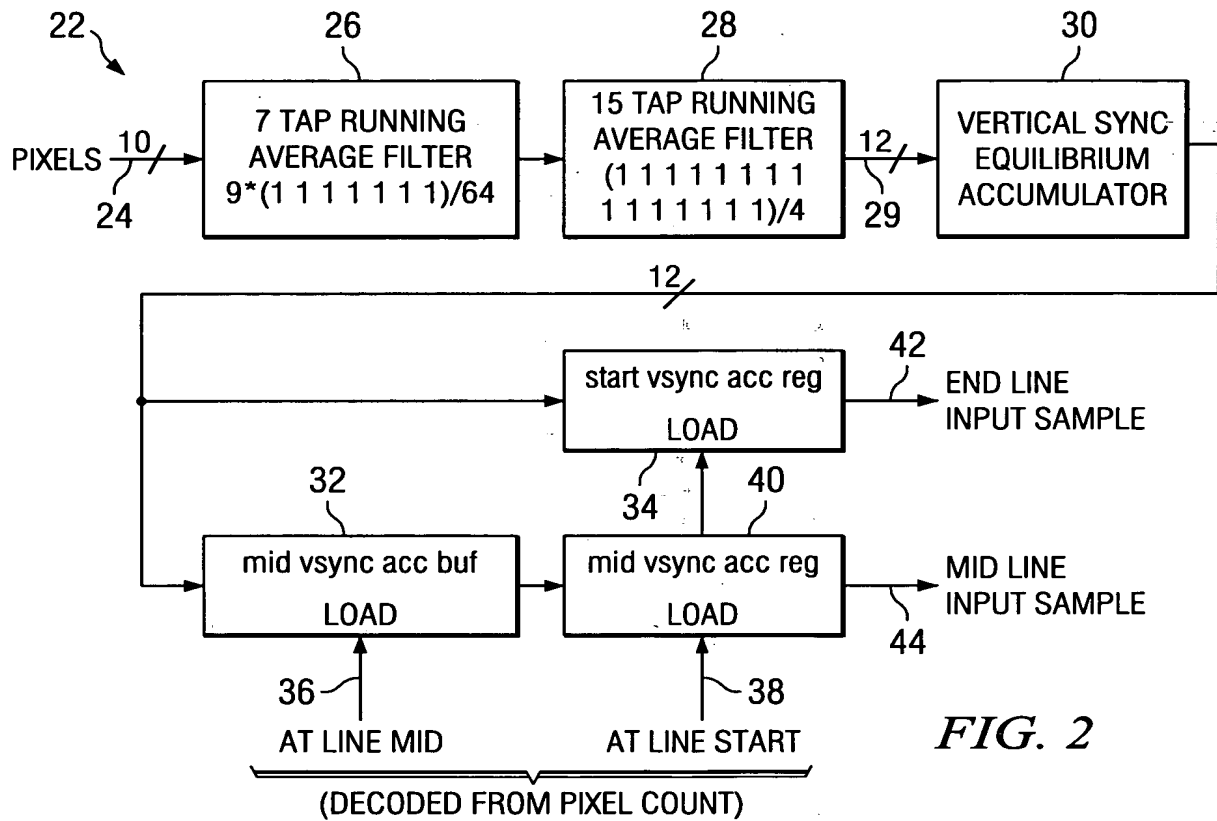 22
26
28
30
PIXELS
10
24
7 TAP RUNNING
AVERAGE FILTER
9*(1 1 1 1 1 1 1)/64
15 TAP RUNNING
AVERAGE FILTER
(1 1 1 1 1 1 1 1
1 1 1 1 1 1 1)/4
12
29
VERTICAL SYNC
EQUILIBRIUM
ACCUMULATOR
12
start vsync acc reg
LOAD
34
42
END LINE
INPUT SAMPLE
32
mid vsync acc buf
LOAD
40
mid vsync acc reg
LOAD
44
MID LINE
INPUT SAMPLE
36
38
AT LINE MID
AT LINE START
(DECODED FROM PIXEL COUNT)
FIG. 2